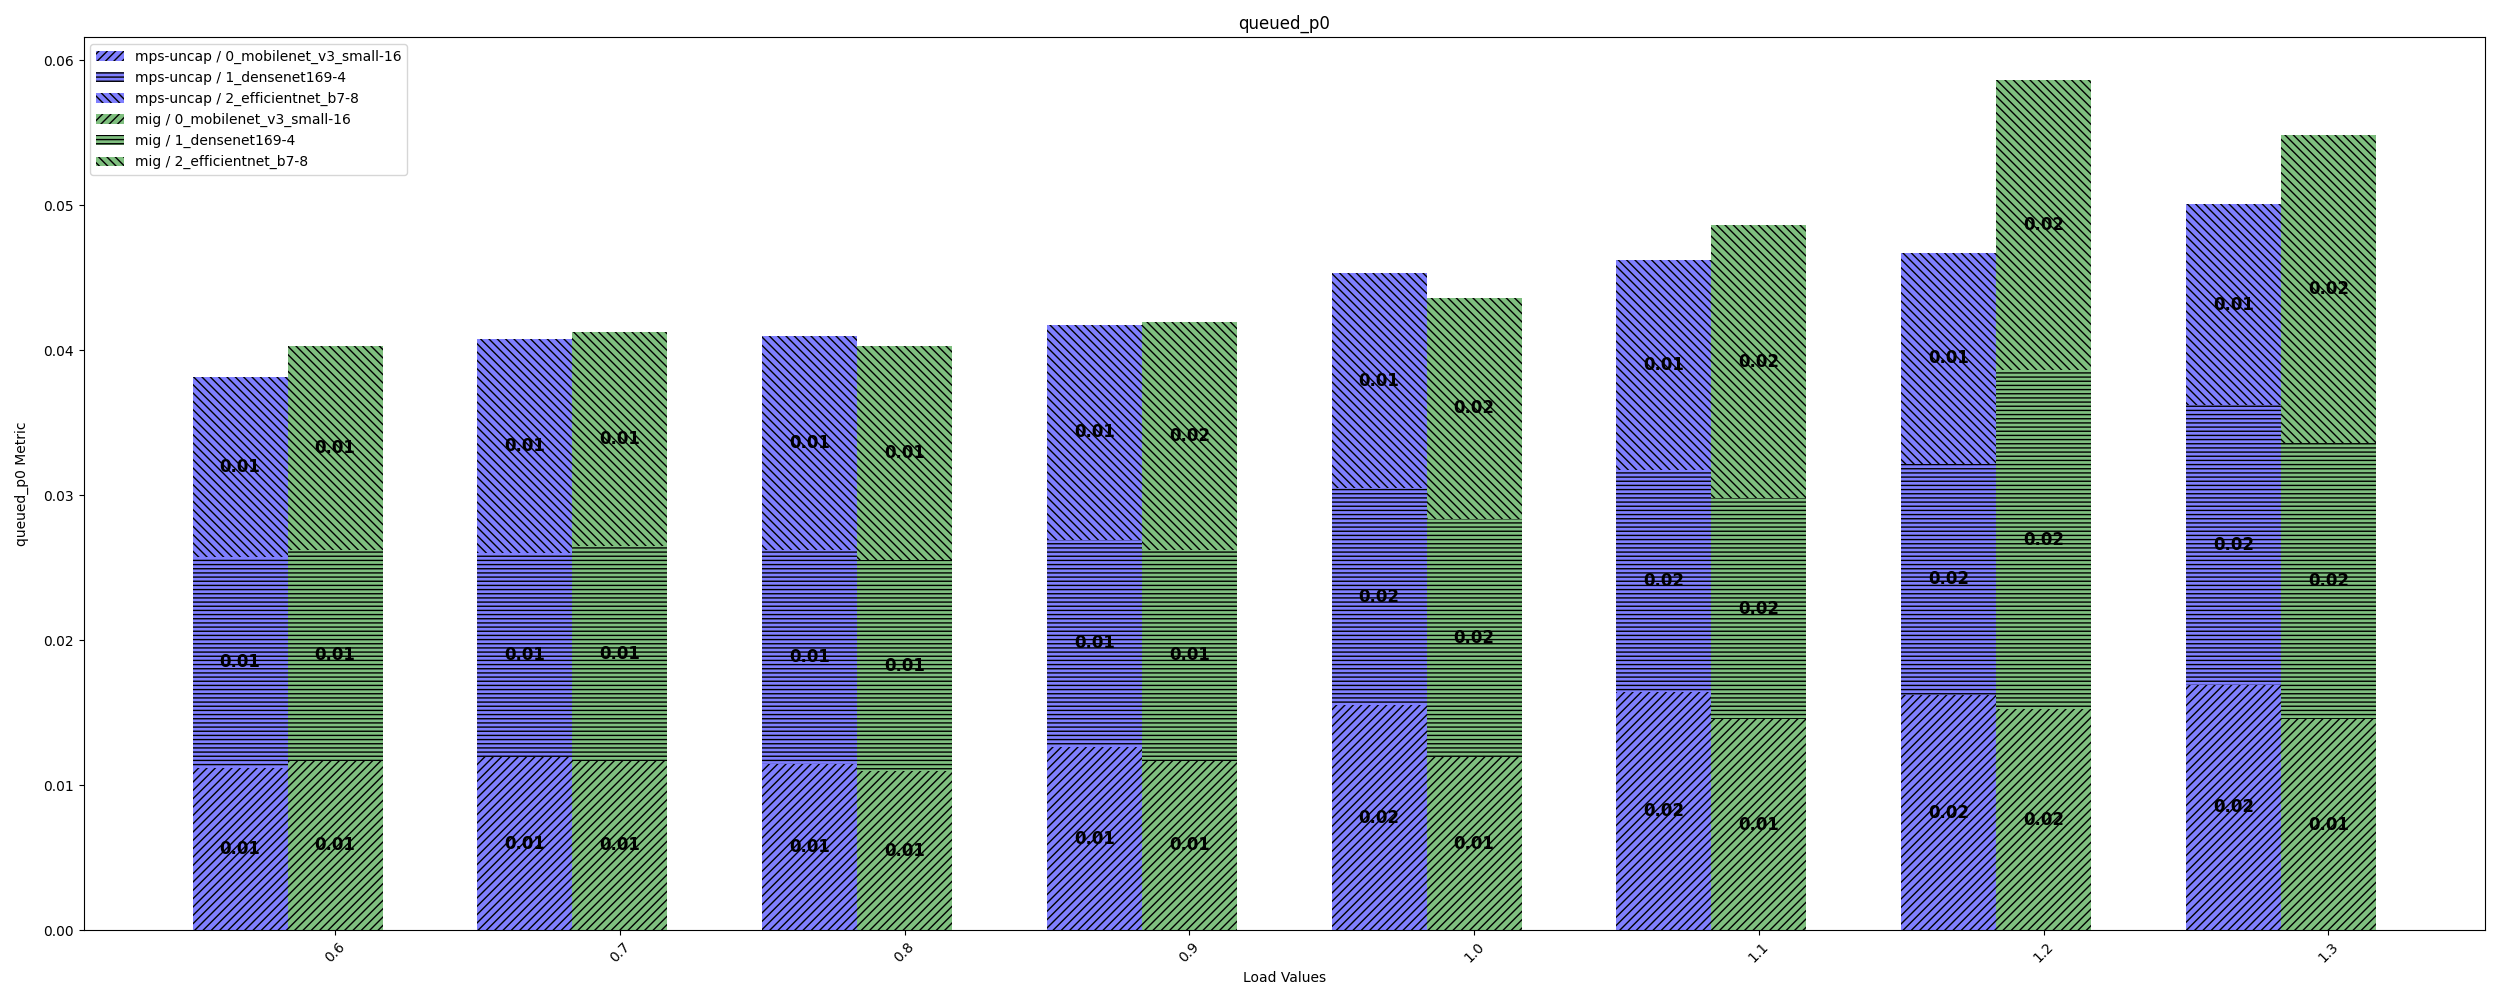 queued_p0
mps-uncap / 0_mobilenet_v3_small-16
mps-uncap / 1_densenet169-4
mps-uncap / 2_efficientnet_b7-8
mig / 0_mobilenet_v3_small-16
mig / 1_densenet169-4
mig / 2_efficientnet_b7-8
queued_p0 Metric
0.06
0.05
0.04
0.03
0.02
0.01
0.00
0.01 0.01 0.01 0.01 0.01 0.01 0.01 0.02 0.01 0.02 0.01 0.02 0.01 0.02 0.01 0.02
0.01 0.01 0.01 0.01 0.01 0.01 0.01 0.01 0.02 0.02 0.02 0.02 0.02 0.02 0.02 0.02
0.01 0.01 0.01 0.01 0.01 0.01 0.01 0.01 0.02 0.01 0.02 0.01 0.02 0.02 0.02 0.01
0.6 0.7 0.8 0.9 1.0 1.1 1.2 1.3
Load Values